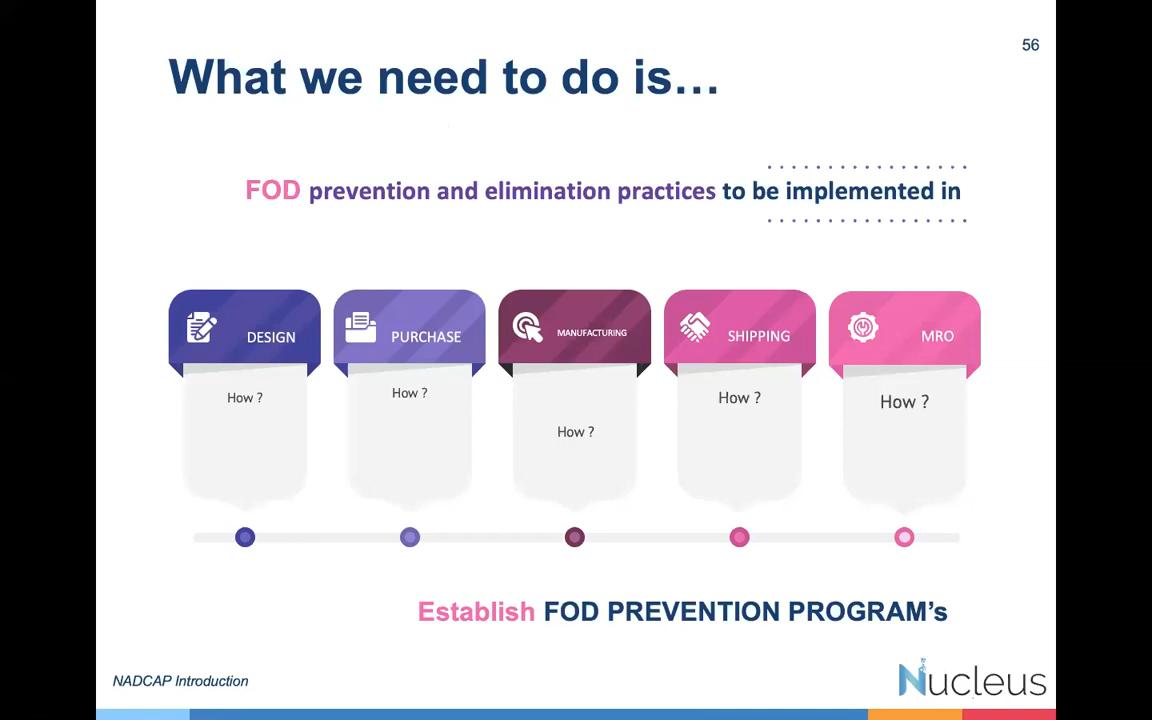 56
What we need to do is…
FOD prevention and elimination practices to be implemented in
DESIGN
PURCHASE
MANUFACTURING
SHIPPING
MRO
How ?
How ?
How ?
How ?
How ?
Establish FOD PREVENTION PROGRAM’s
NADCAP Introduction
Nucleus